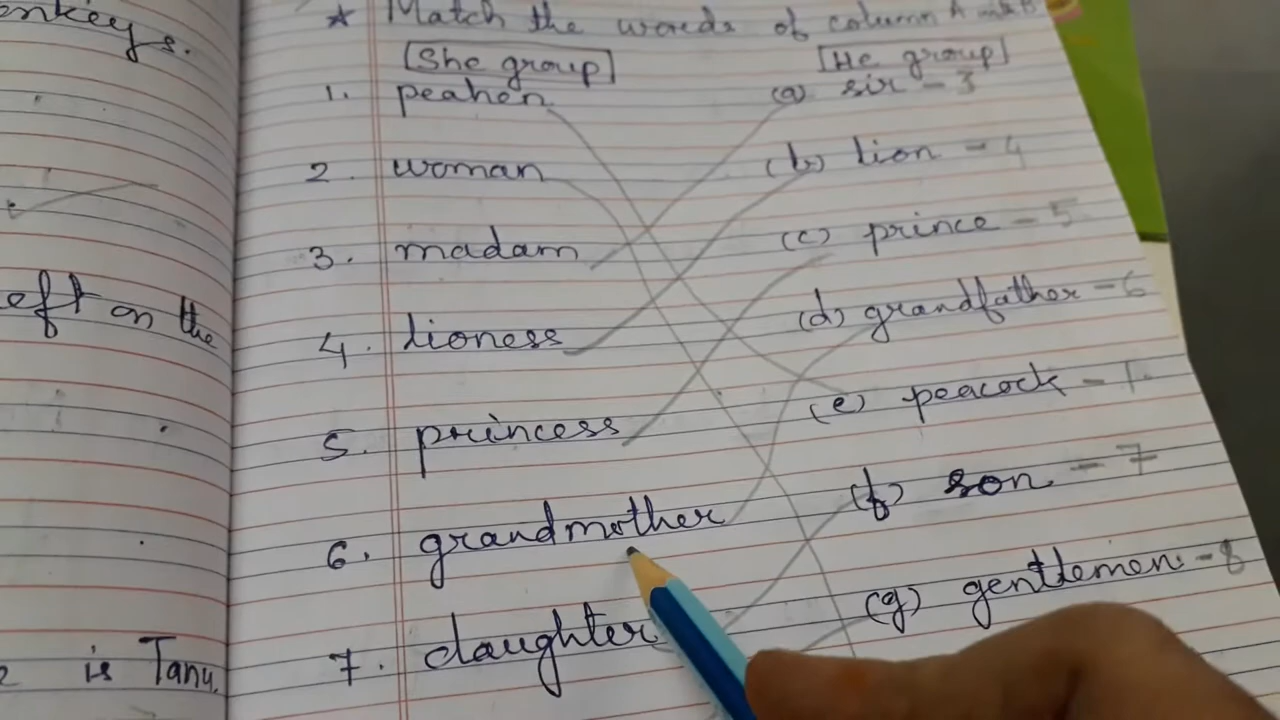 enkeys.
eft on the
is Tanu.
★ Match the words of column A and B
[She group] [He group]
1. peahen (a) sir - 3
2. woman (b) lion - 4
3. madam (c) prince - 5
4. lioness (d) grandfather - 6
5. princess (e) peacock - 1.
6. grandmother (f) son - 7
7. daughter (g) gentlemen - 8